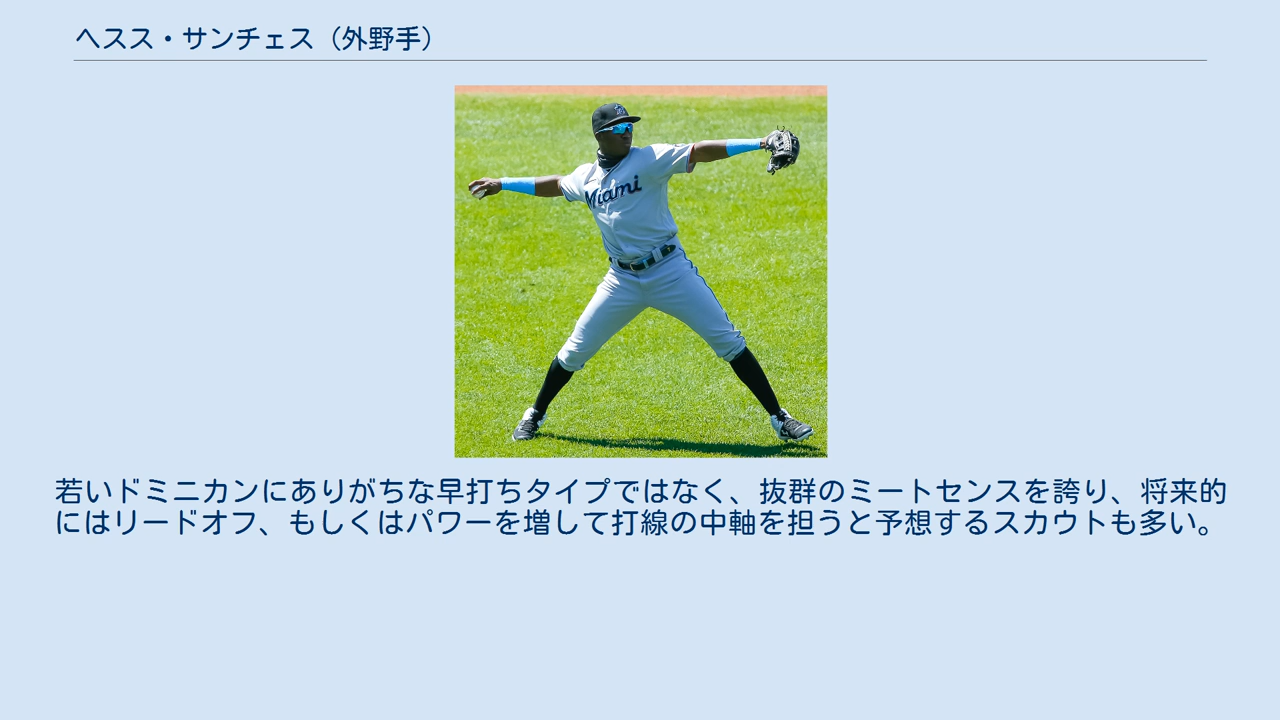 ヘスス・サンチェス（外野手）
Miami
若いドミニカンにありがちな早打ちタイプではなく、抜群のミートセンスを誇り、将来的
にはリードオフ、もしくはパワーを増して打線の中軸を担うと予想するスカウトも多い。